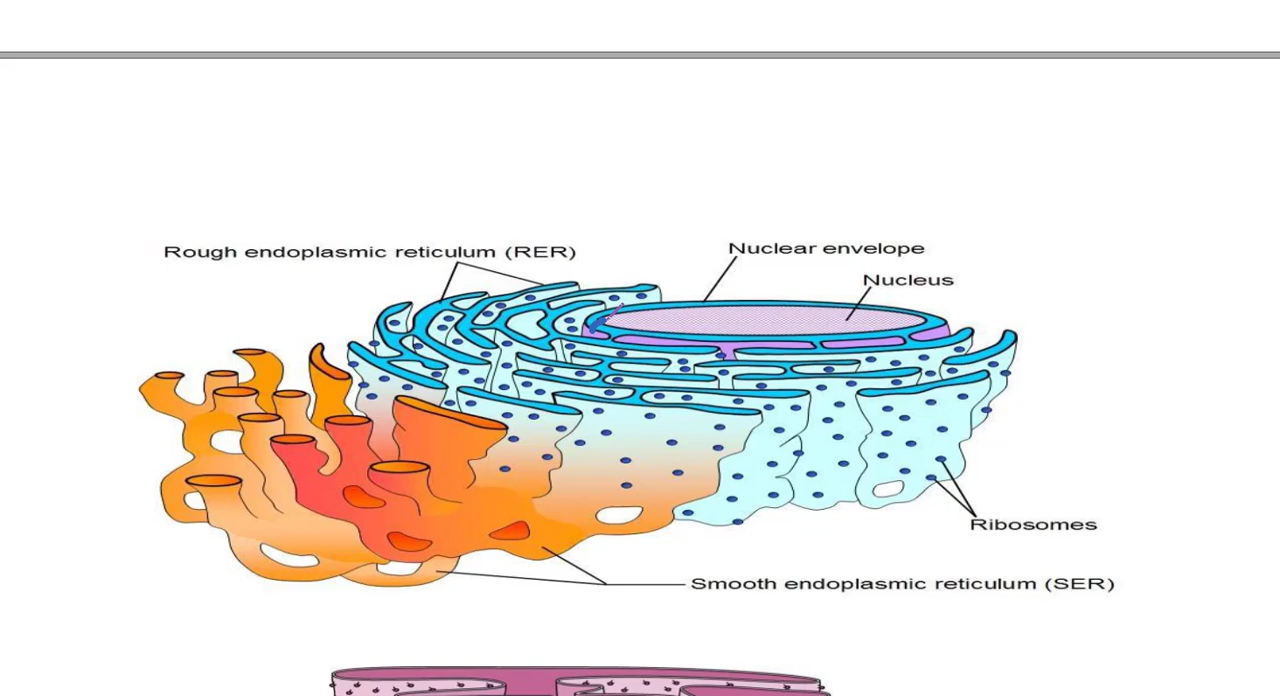 Rough endoplasmic reticulum (RER)
Nuclear envelope
Nucleus
Ribosomes
Smooth endoplasmic reticulum (SER)